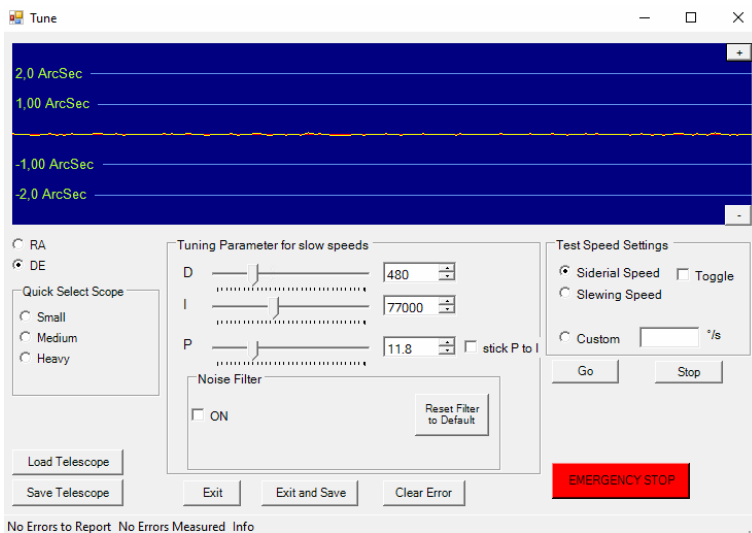 Tune
+
2,0 ArcSec
1,00 ArcSec
-1,00 ArcSec
-2,0 ArcSec
-
RA
DE
Quick Select Scope
Small
Medium
Heavy
Load Telescope
Save Telescope
Tuning Parameter for slow speeds
D 480
I 77000
P 11.8 stick P to I
Noise Filter
ON
Reset Filter
to Default
Exit Exit and Save Clear Error
Test Speed Settings
Siderial Speed Toggle
Slewing Speed
Custom °/s
Go Stop
EMERGENCY STOP
No Errors to Report No Errors Measured Info